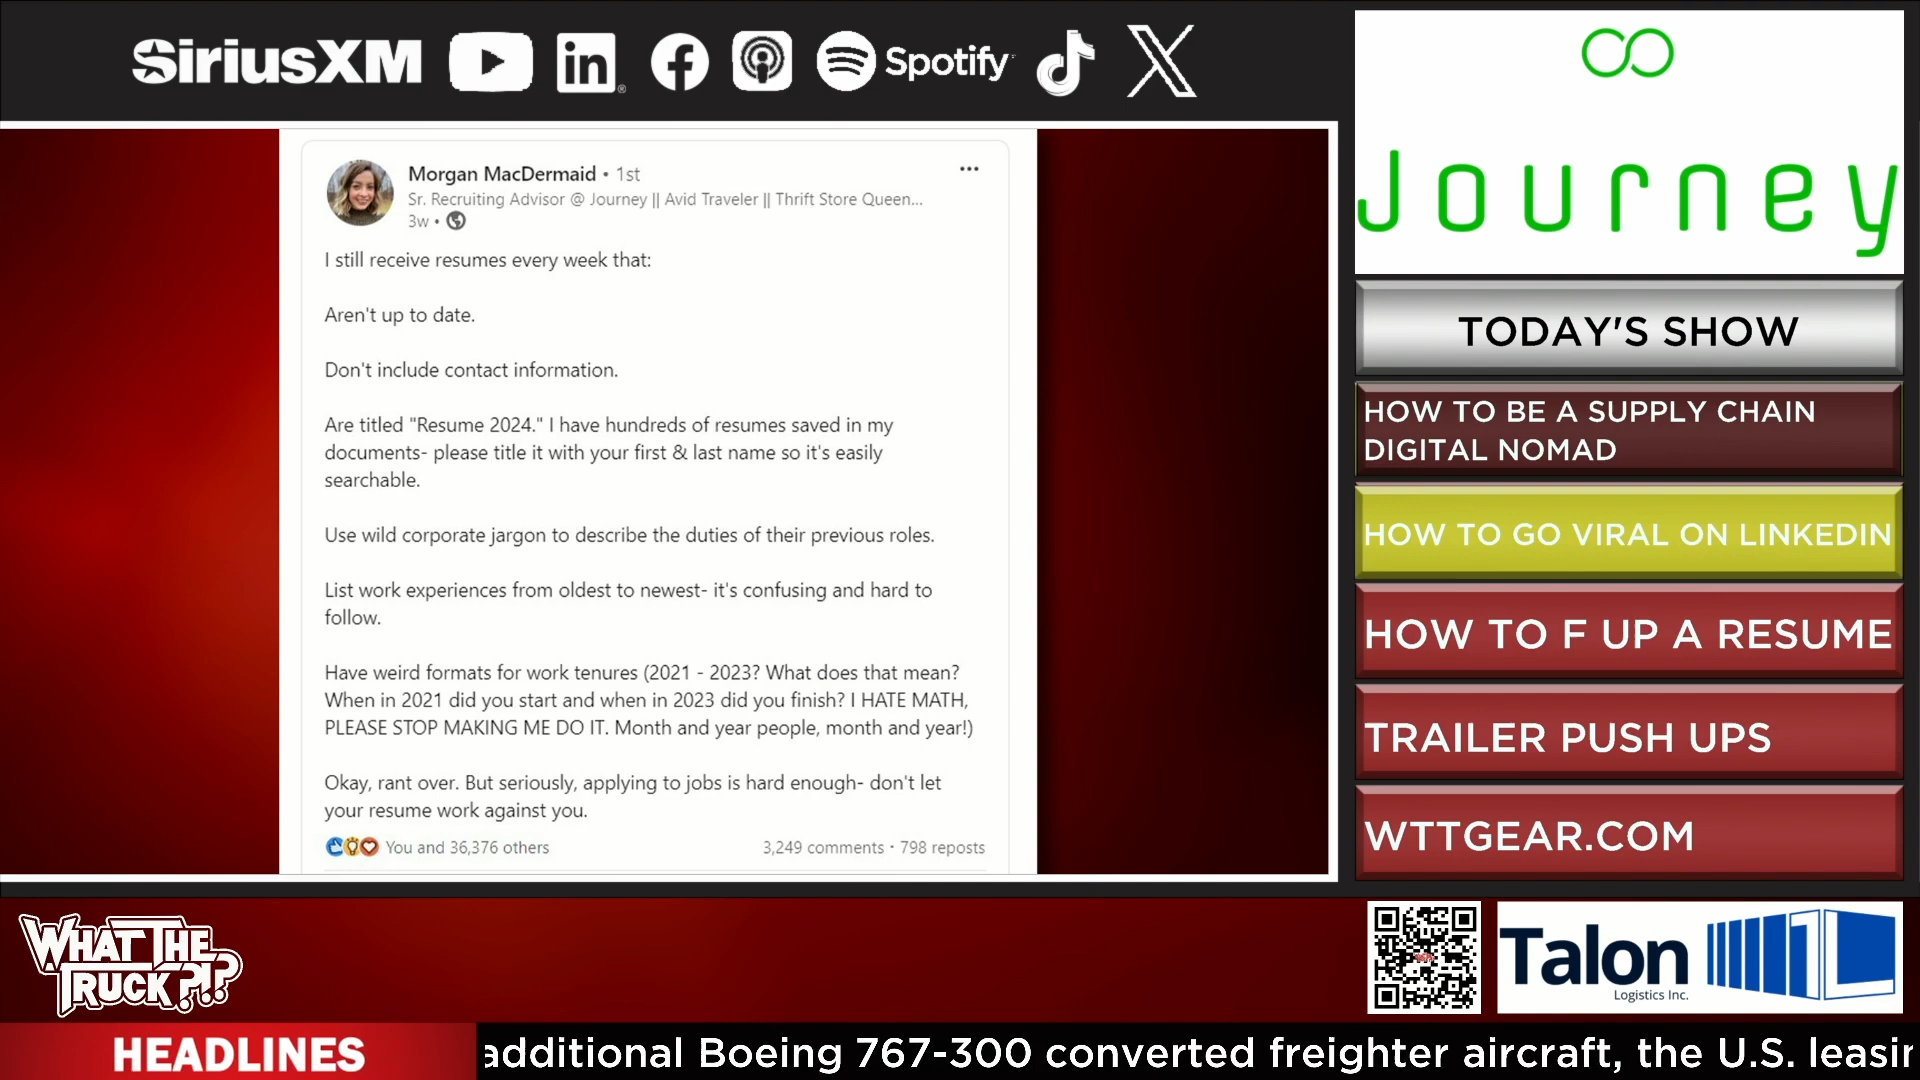 SiriusXM
in
Spotify
Morgan MacDermaid • 1st
Sr. Recruiting Advisor @ Journey || Avid Traveler || Thrift Store Queen...
3w •
I still receive resumes every week that:
Aren't up to date.
Don't include contact information.
Are titled "Resume 2024." I have hundreds of resumes saved in my
documents- please title it with your first & last name so it's easily
searchable.
Use wild corporate jargon to describe the duties of their previous roles.
List work experiences from oldest to newest- it's confusing and hard to
follow.
Have weird formats for work tenures (2021 - 2023? What does that mean?
When in 2021 did you start and when in 2023 did you finish? I HATE MATH,
PLEASE STOP MAKING ME DO IT. Month and year people, month and year!)
Okay, rant over. But seriously, applying to jobs is hard enough- don't let
your resume work against you.
You and 36,376 others
3,249 comments • 798 reposts
Journey
TODAY'S SHOW
HOW TO BE A SUPPLY CHAIN
DIGITAL NOMAD
HOW TO GO VIRAL ON LINKEDIN
HOW TO F UP A RESUME
TRAILER PUSH UPS
WTTGEAR.COM
WHAT THE
TRUCK?!?
Talon
Logistics Inc.
HEADLINES
additional Boeing 767-300 converted freighter aircraft, the U.S.